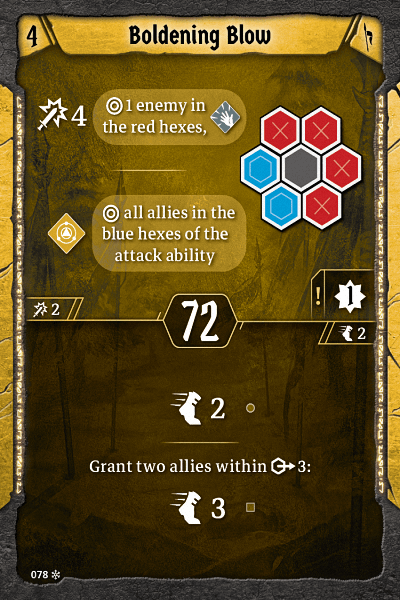 4
Boldening Blow
4
1 enemy in
the red hexes,
all allies in the
blue hexes of the
attack ability
! 1
2
72
2
2
Grant two allies within 3:
3
078